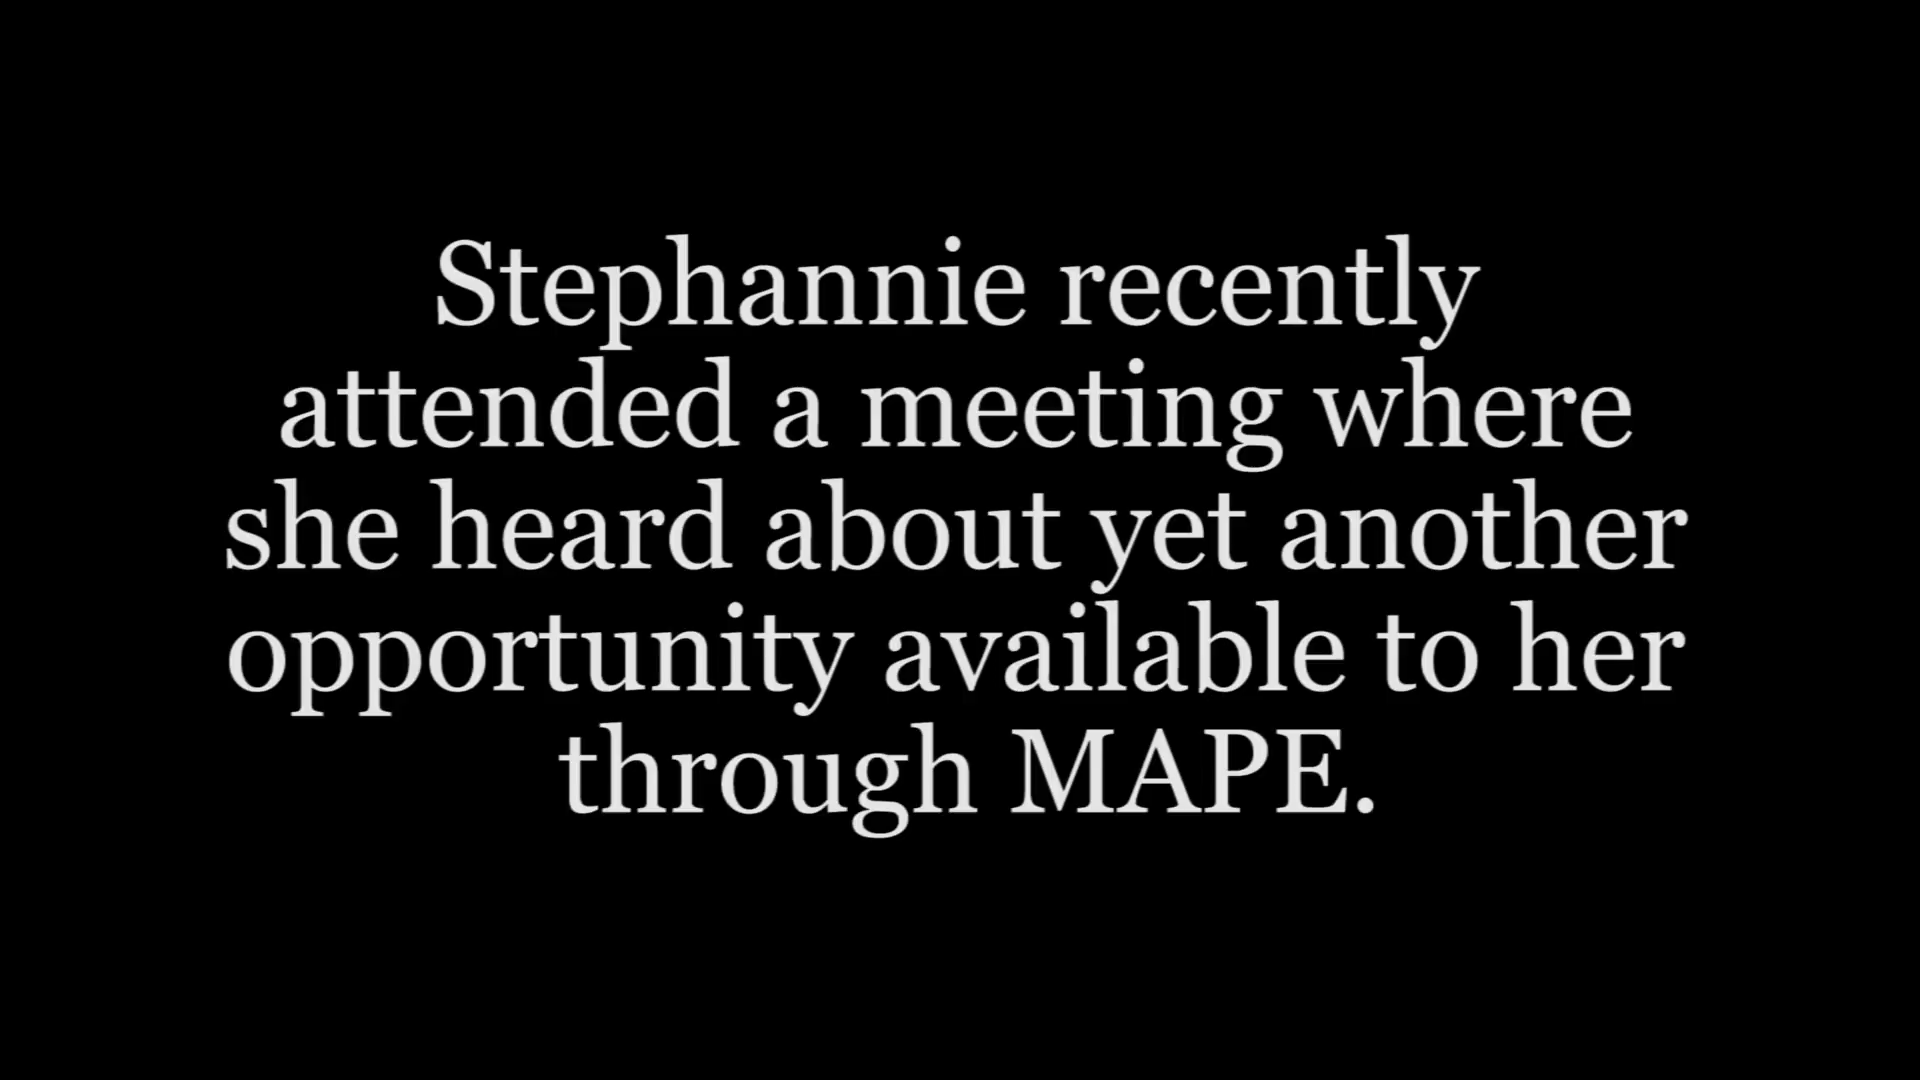 Stephannie recently
attended a meeting where
she heard about yet another
opportunity available to her
through MAPE.